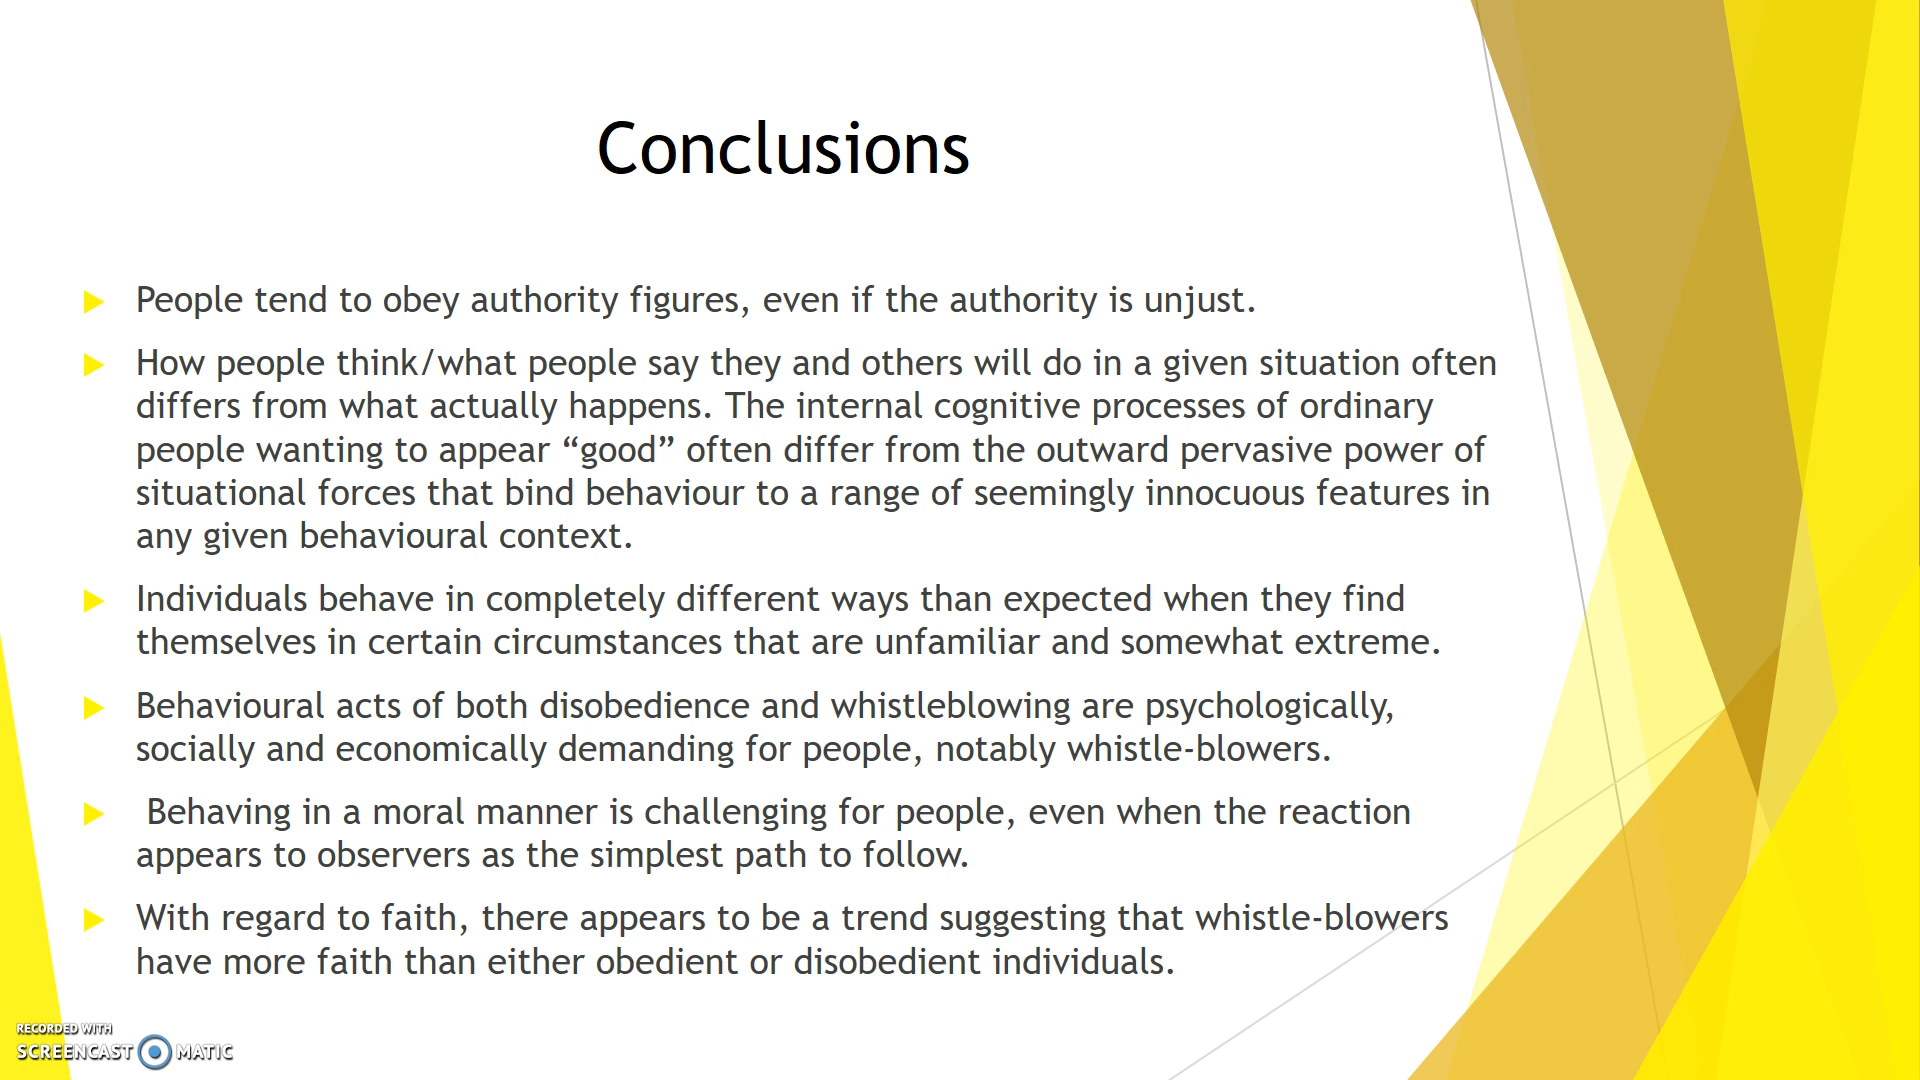 Conclusions
People tend to obey authority figures, even if the authority is unjust.
How people think/what people say they and others will do in a given situation often
differs from what actually happens. The internal cognitive processes of ordinary
people wanting to appear “good” often differ from the outward pervasive power of
situational forces that bind behaviour to a range of seemingly innocuous features in
any given behavioural context.
Individuals behave in completely different ways than expected when they find
themselves in certain circumstances that are unfamiliar and somewhat extreme.
Behavioural acts of both disobedience and whistleblowing are psychologically,
socially and economically demanding for people, notably whistle-blowers.
Behaving in a moral manner is challenging for people, even when the reaction
appears to observers as the simplest path to follow.
With regard to faith, there appears to be a trend suggesting that whistle-blowers
have more faith than either obedient or disobedient individuals.
RECORDED WITH
SCREENCAST MATIC